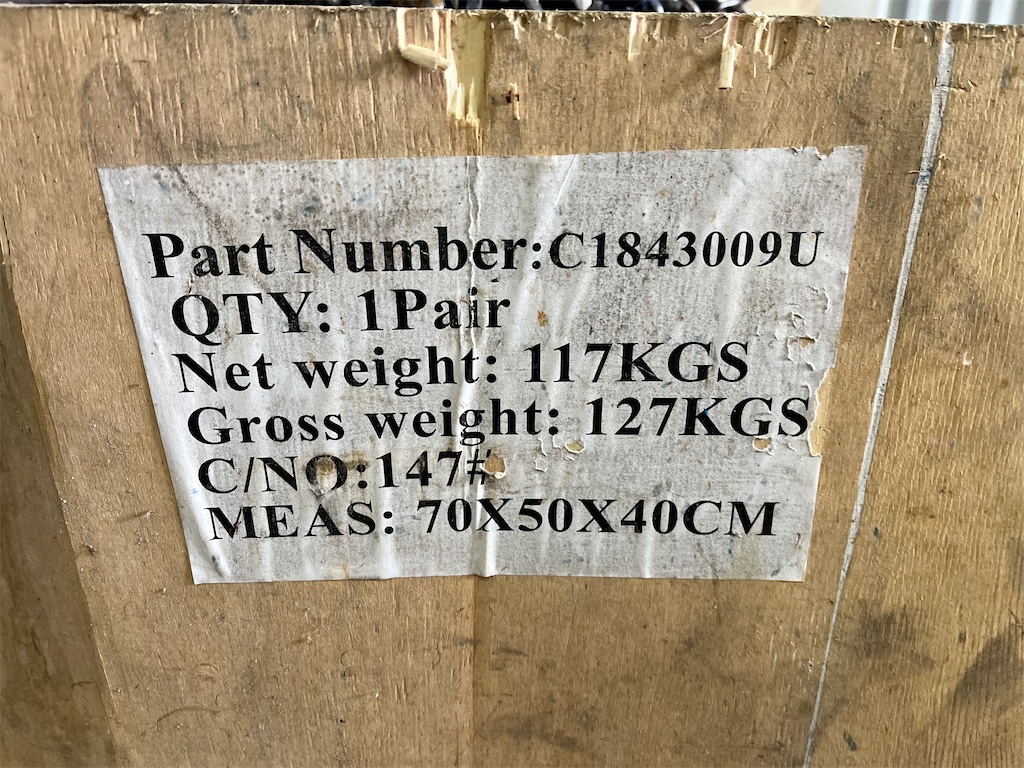 Part Number:C1843009U
QTY: 1Pair
Net weight: 117KGS
Gross weight: 127KGS
C/NO:147#
MEAS: 70X50X40CM